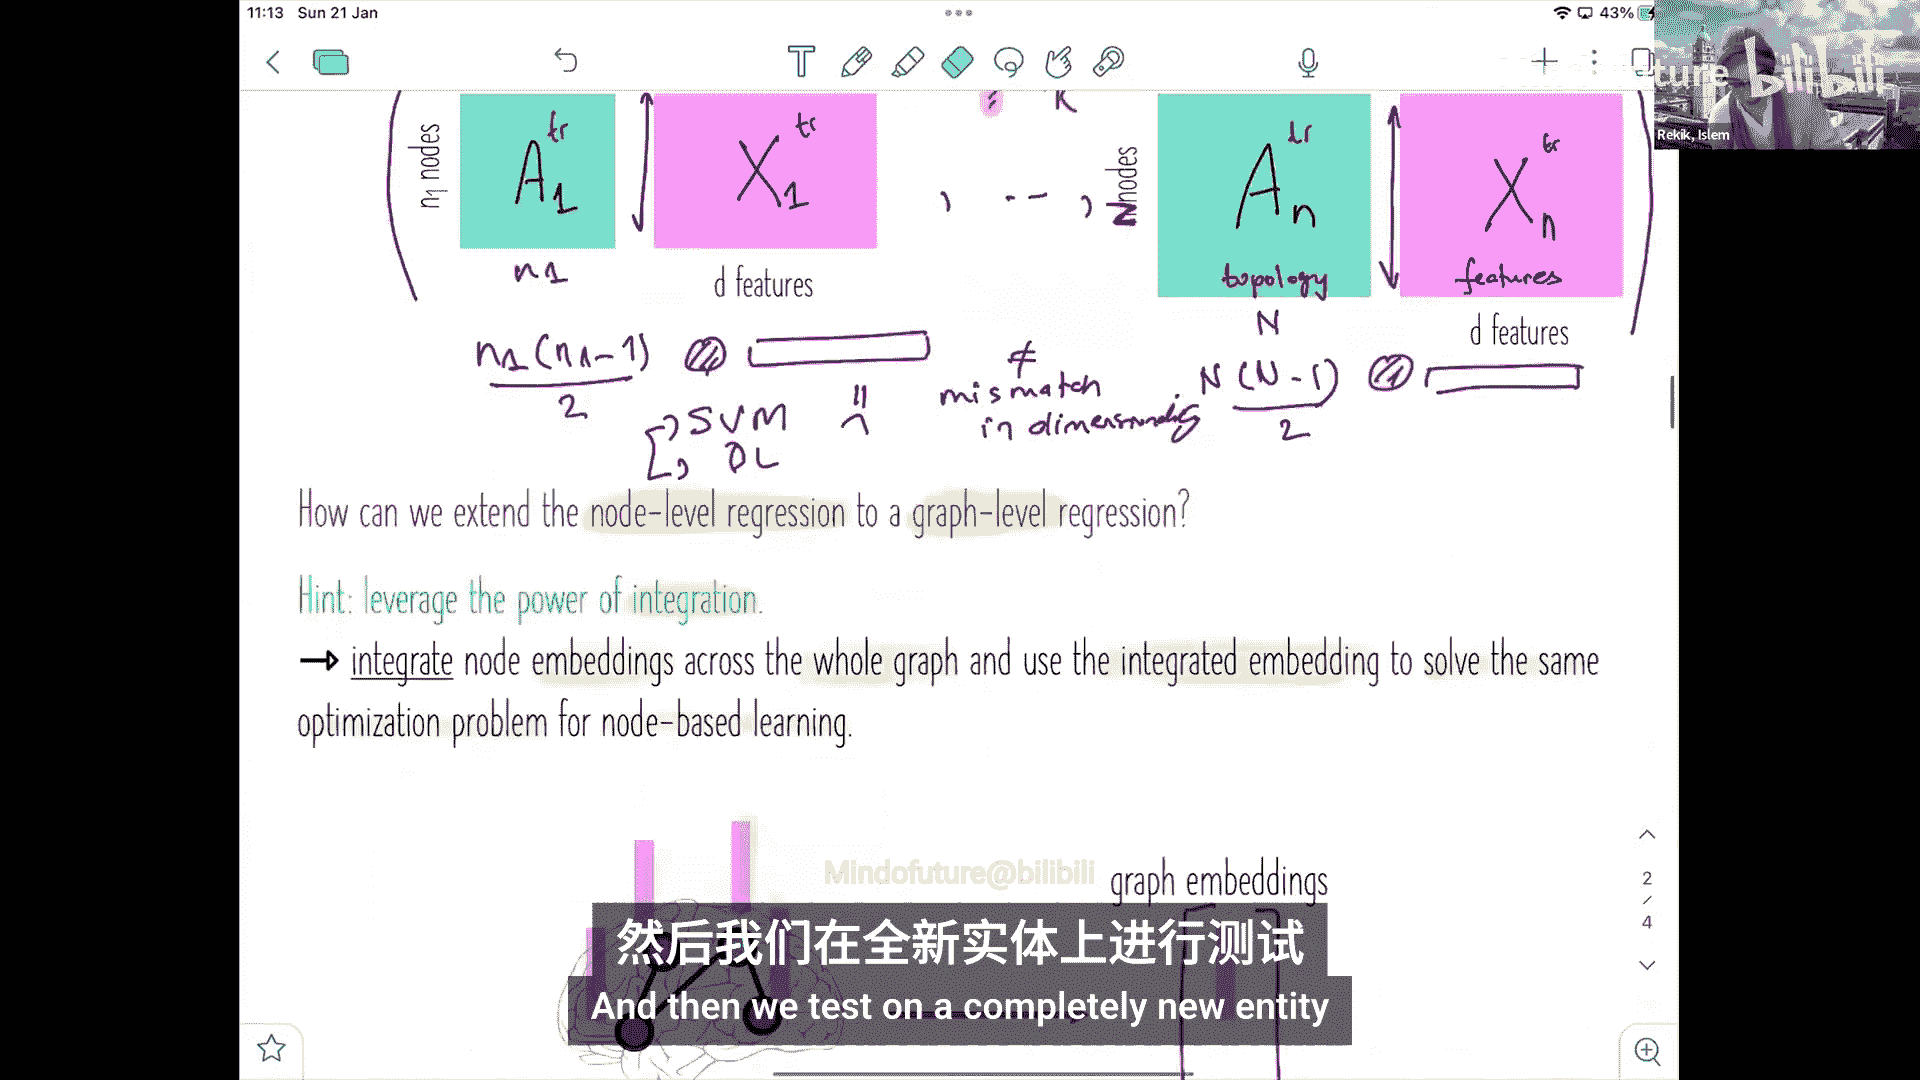 11:13 Sun 21 Jan
43%
bilibili
Rekik, Islem
n1 nodes
A1 tr
X1 tr
, -- ,
N nodes
An tr
Xn tr
topology
features
n1
d features
N
d features
n1(n1-1)
2
≠
mismatch
in dimensionality
N(N-1)
2
SVM
DL
How can we extend the node-level regression to a graph-level regression?
Hint: leverage the power of integration.
→ integrate node embeddings across the whole graph and use the integrated embedding to solve the same
optimization problem for node-based learning.
Mindofuture@bilibili
graph embeddings
2
4
然后我们在全新实体上进行测试
And then we test on a completely new entity